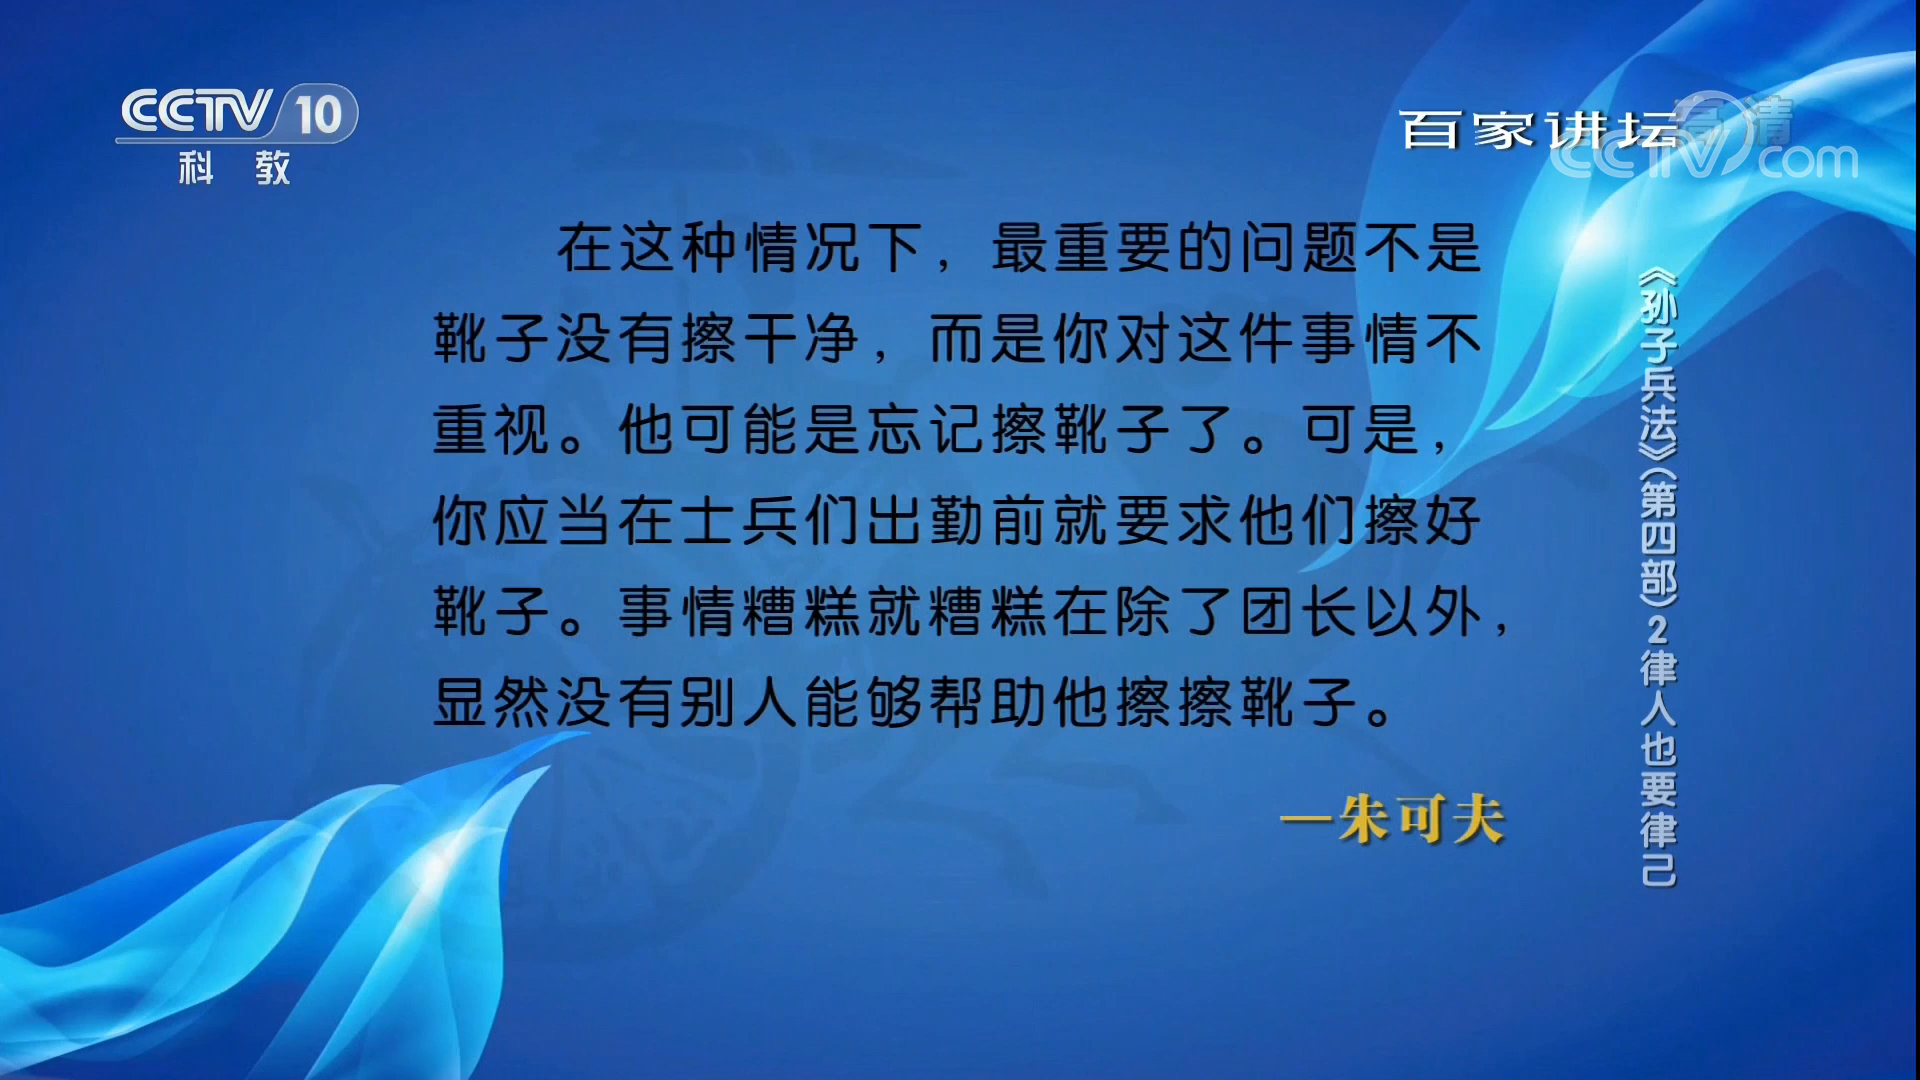 CCTV 10
科教
百家讲坛
高清
CCTV.com
在这种情况下，最重要的问题不是
靴子没有擦干净，而是你对这件事情不
重视。他可能是忘记擦靴子了。可是，
你应当在士兵们出勤前就要求他们擦好
靴子。事情糟糕就糟糕在除了团长以外，
显然没有别人能够帮助他擦擦靴子。
—朱可夫
《孙子兵法》（第四部）2律人也要律己